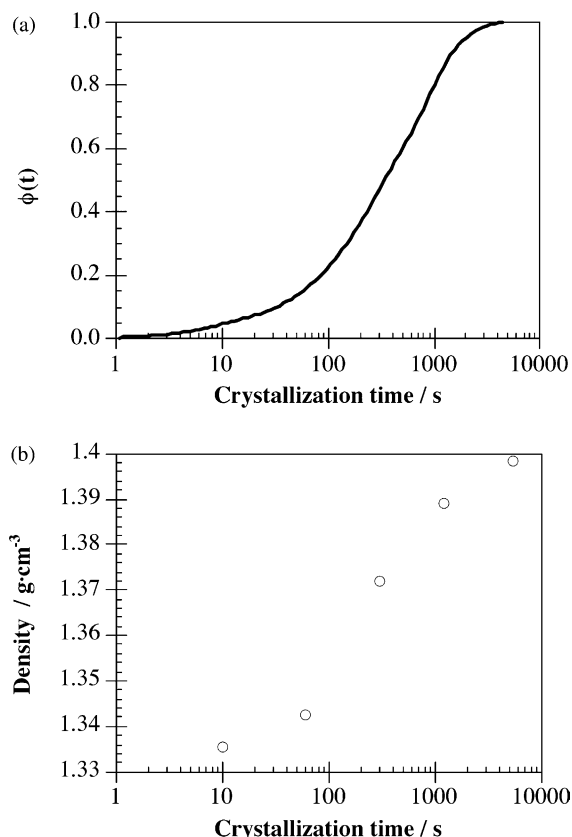 (a)
1.0
0.8
0.6
0.4
0.2
0.0
ϕ(t)
1 10 100 1000 10000
Crystallization time / s
(b)
1.4
1.39
1.38
1.37
1.36
1.35
1.34
1.33
Density / g·cm⁻³
1 10 100 1000 10000
Crystallization time / s